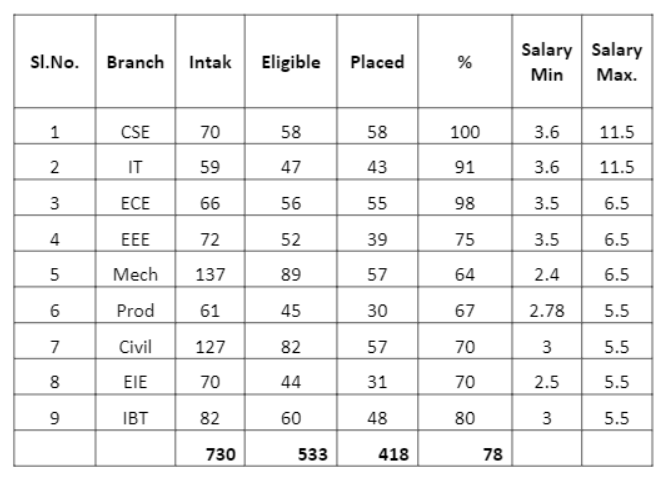 Sl.No. Branch Intak Eligible Placed % Salary Min Salary Max.
1 CSE 70 58 58 100 3.6 11.5
2 IT 59 47 43 91 3.6 11.5
3 ECE 66 56 55 98 3.5 6.5
4 EEE 72 52 39 75 3.5 6.5
5 Mech 137 89 57 64 2.4 6.5
6 Prod 61 45 30 67 2.78 5.5
7 Civil 127 82 57 70 3 5.5
8 EIE 70 44 31 70 2.5 5.5
9 IBT 82 60 48 80 3 5.5
730 533 418 78